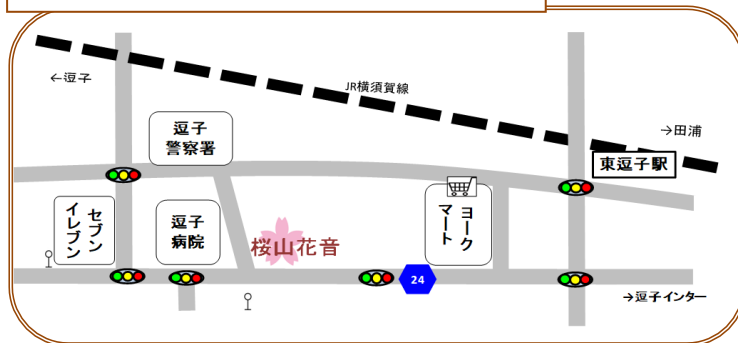 ←逗子
JR横須賀線
→田浦
逗子
警察署
東逗子駅
セブン
イレブン
逗子
病院
桜山花音
ヨーク
マート
24
→逗子インター